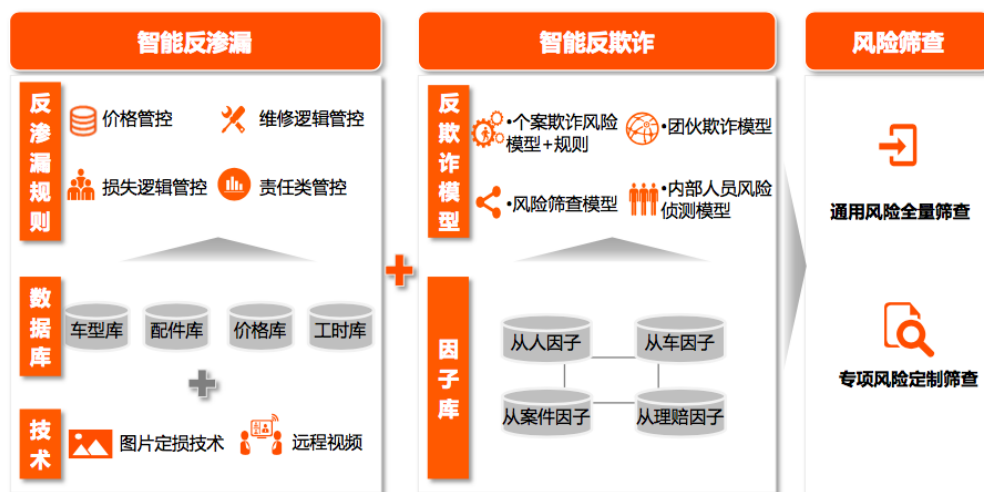 智能反渗漏
反渗漏规则
价格管控
维修逻辑管控
损失逻辑管控
责任类管控
数据库
车型库
配件库
价格库
工时库
技术
图片定损技术
远程视频
智能反欺诈
反欺诈模型
•个案欺诈风险
模型+规则
•团伙欺诈模型
•风险筛查模型
•内部人员风险
侦测模型
因子库
从人因子
从车因子
从案件因子
从理赔因子
风险筛查
通用风险全量筛查
专项风险定制筛查